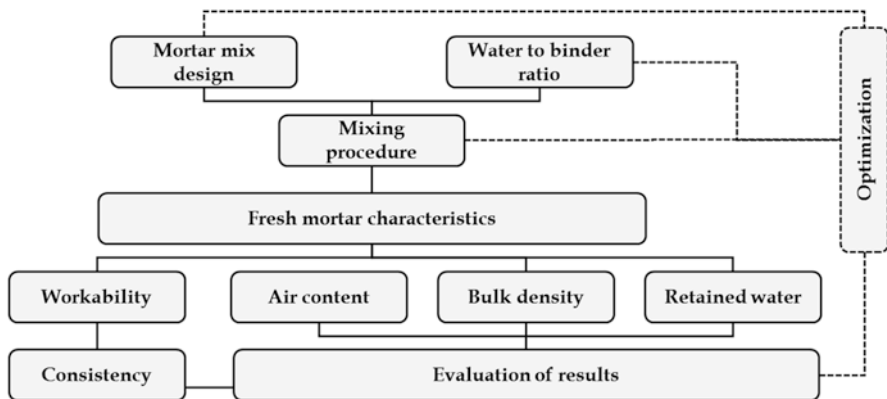 Mortar mix
design
Water to binder
ratio
Mixing
procedure
Optimization
Fresh mortar characteristics
Workability
Air content
Bulk density
Retained water
Consistency
Evaluation of results